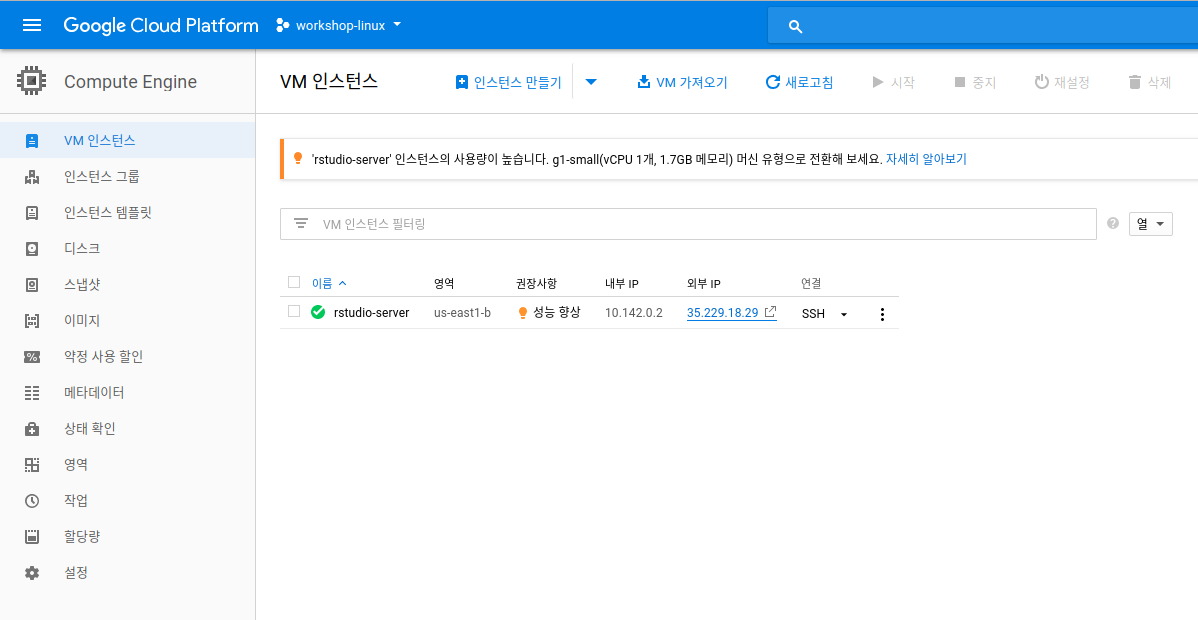 Google Cloud Platform workshop-linux
Compute Engine
VM 인스턴스 인스턴스 만들기 VM 가져오기 새로고침 시작 중지 재설정 삭제
VM 인스턴스
인스턴스 그룹
인스턴스 템플릿
디스크
스냅샷
이미지
약정 사용 할인
메타데이터
상태 확인
영역
작업
할당량
설정
'rstudio-server' 인스턴스의 사용량이 높습니다. g1-small(vCPU 1개, 1.7GB 메모리) 머신 유형으로 전환해 보세요. 자세히 알아보기
VM 인스턴스 필터링 ? 열
이름 영역 권장사항 내부 IP 외부 IP 연결
rstudio-server us-east1-b 성능 향상 10.142.0.2 35.229.18.29 SSH